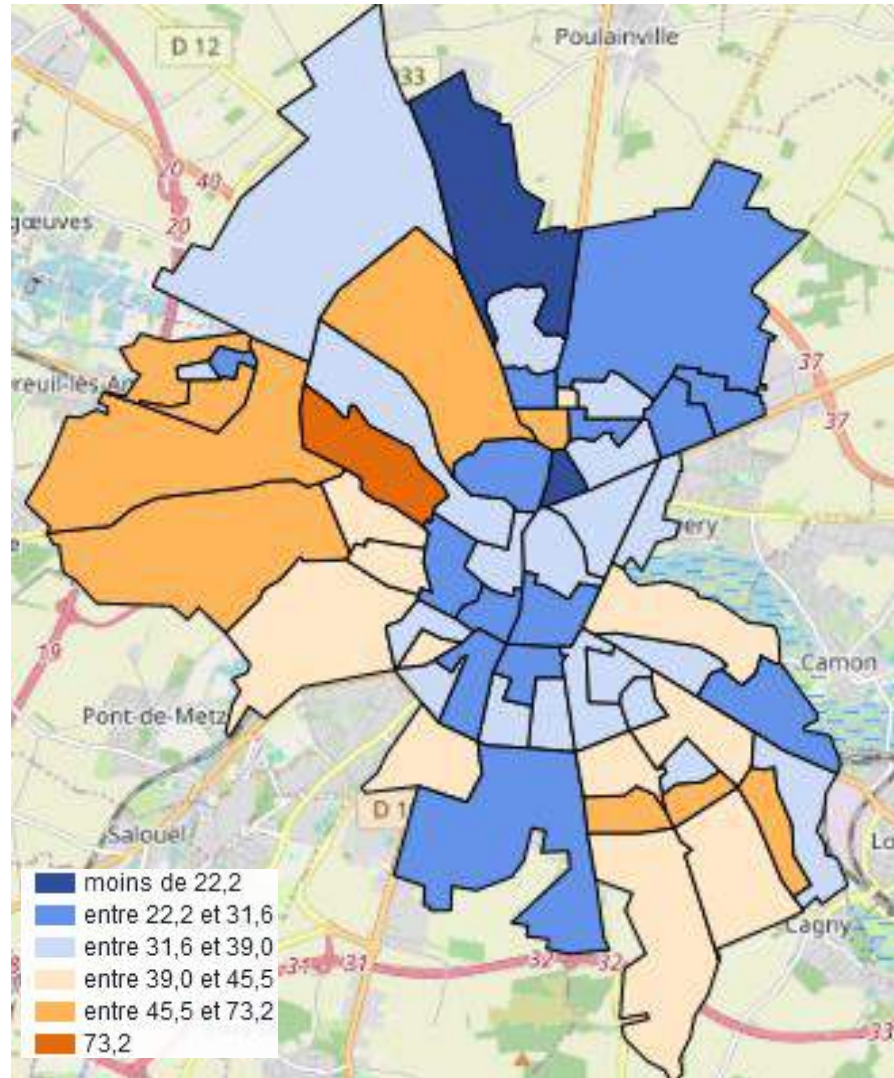 D 12
Poulainville
933
20
40
gœuves
20
37
reuil-lès-Am
37
ery
e
Camon
19
Pont-de-Metz
D 1
Salouel
Lo
moins de 22,2
entre 22,2 et 31,6
Cagny
entre 31,6 et 39,0
31
31
32
32
entre 39,0 et 45,5
entre 45,5 et 73,2
33
73,2